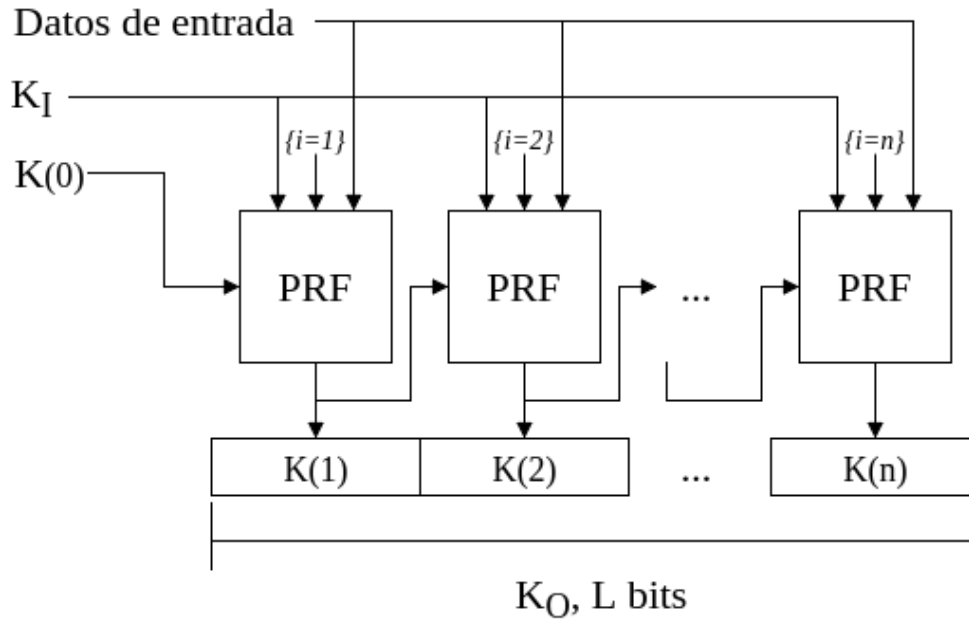 Datos de entrada
K_I
{i=1} {i=2} {i=n}
K(0)
PRF PRF ... PRF
K(1) K(2) ... K(n)
K_O, L bits